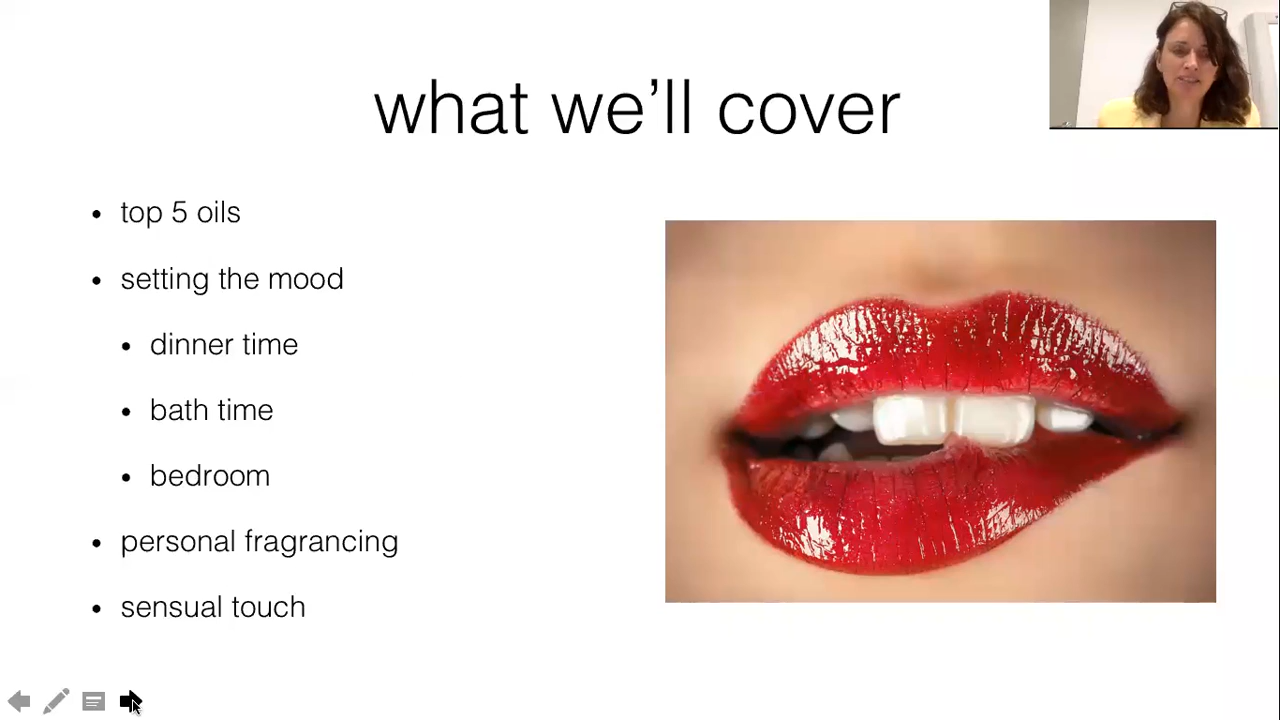 what we'll cover
top 5 oils
setting the mood
dinner time
bath time
bedroom
personal fragrancing
sensual touch